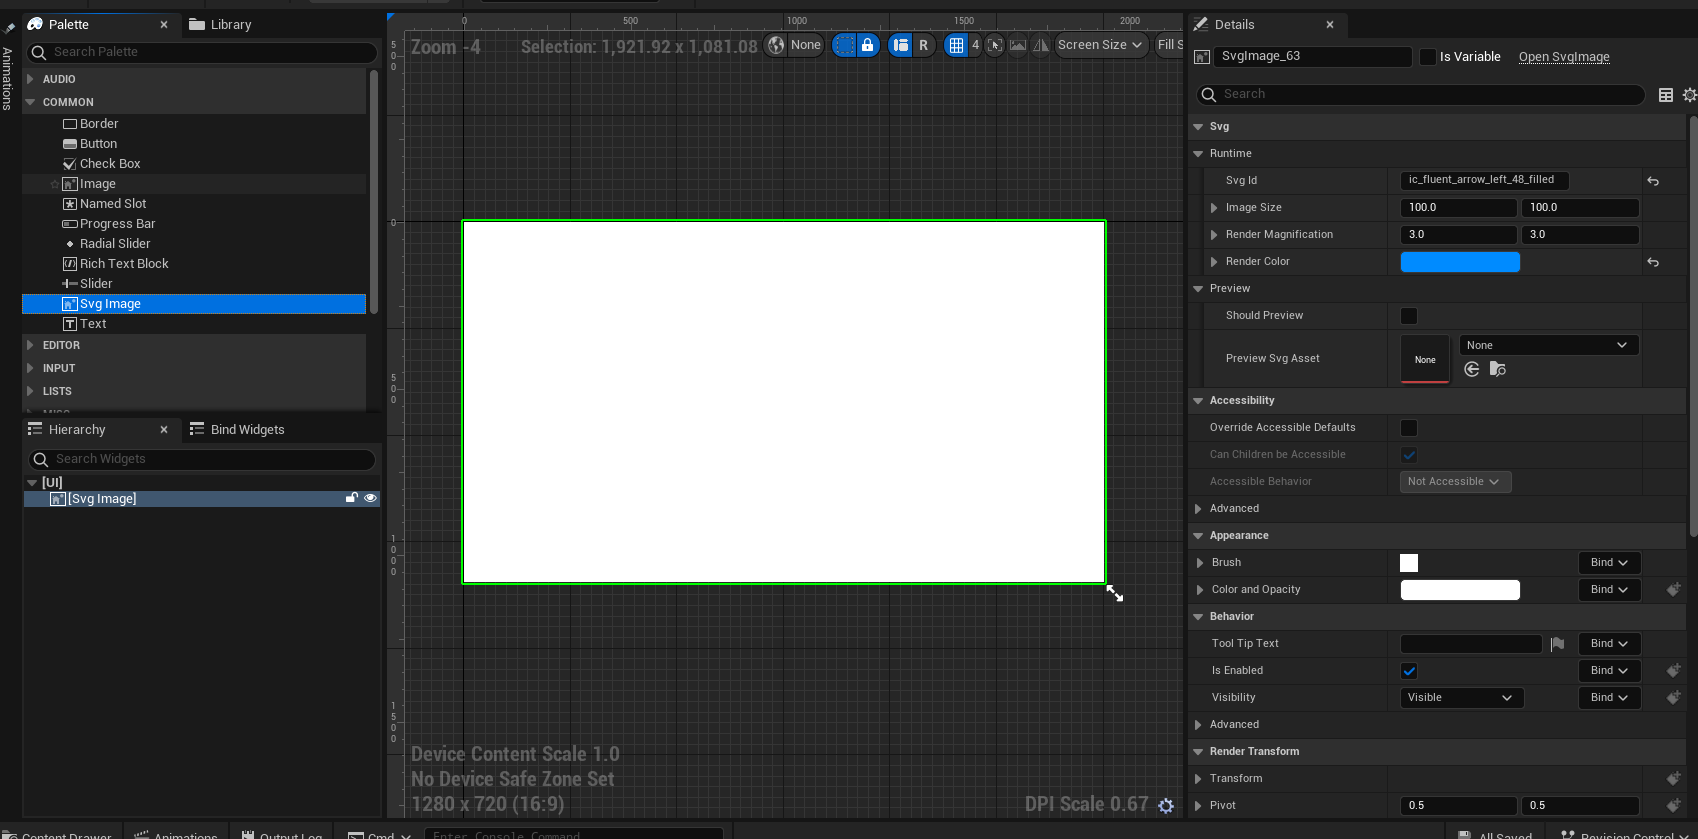 Animations
Palette
Library
Search Palette
AUDIO
COMMON
Border
Button
Check Box
Image
Named Slot
Progress Bar
Radial Slider
Rich Text Block
Slider
Svg Image
Text
EDITOR
INPUT
LISTS
MISC
Hierarchy
Bind Widgets
Search Widgets
[UI]
[Svg Image]
0 500 1000 1500 2000
Zoom -4
Selection: 1,921.92 x 1,081.08
None
R
4
Screen Size
Fill S
500
0
500
1000
1500
Device Content Scale 1.0
No Device Safe Zone Set
1280 x 720 (16:9)
DPI Scale 0.67
Details
SvgImage_63
Is Variable
Open SvgImage
Search
Svg
Runtime
Svg Id ic_fluent_arrow_left_48_filled
Image Size 100.0 100.0
Render Magnification 3.0 3.0
Render Color
Preview
Should Preview
Preview Svg Asset None None
Accessibility
Override Accessible Defaults
Can Children be Accessible
Accessible Behavior Not Accessible
Advanced
Appearance
Brush Bind
Color and Opacity Bind
Behavior
Tool Tip Text Bind
Is Enabled Bind
Visibility Visible Bind
Advanced
Render Transform
Transform
Pivot 0.5 0.5
Content Drawer
Animations
Output Log
Cmd
Enter Console Command
All Saved
Revision Control